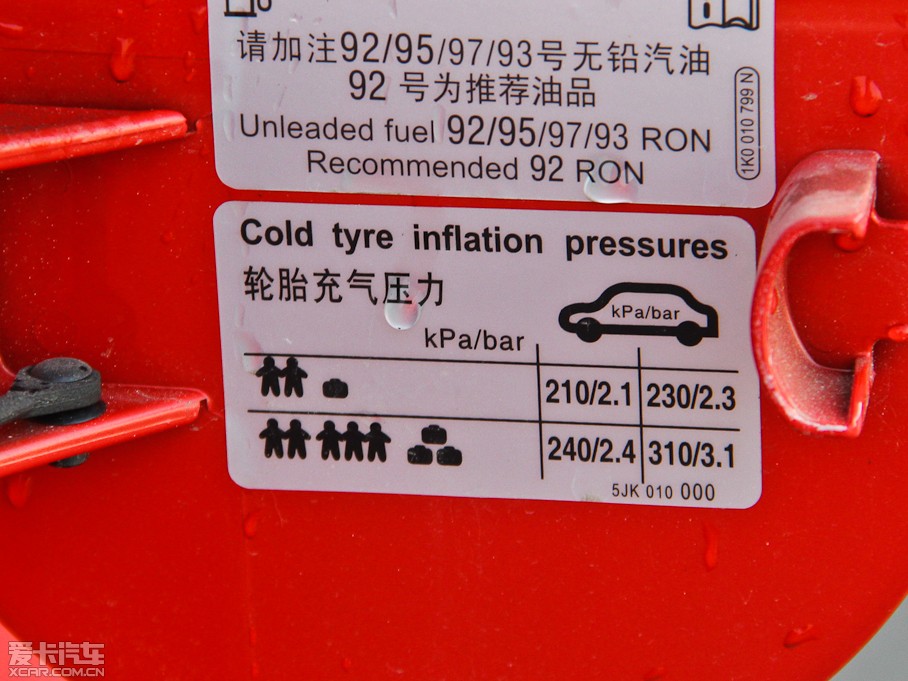 请加注92/95/97/93号无铅汽油
92 号为推荐油品
Unleaded fuel 92/95/97/93 RON
Recommended 92 RON
1K0 010 799 N
Cold tyre inflation pressures
轮胎充气压力
kPa/bar
kPa/bar
210/2.1 230/2.3
240/2.4 310/3.1
5JK 010 000
爱卡汽车
XCAR.COM.CN